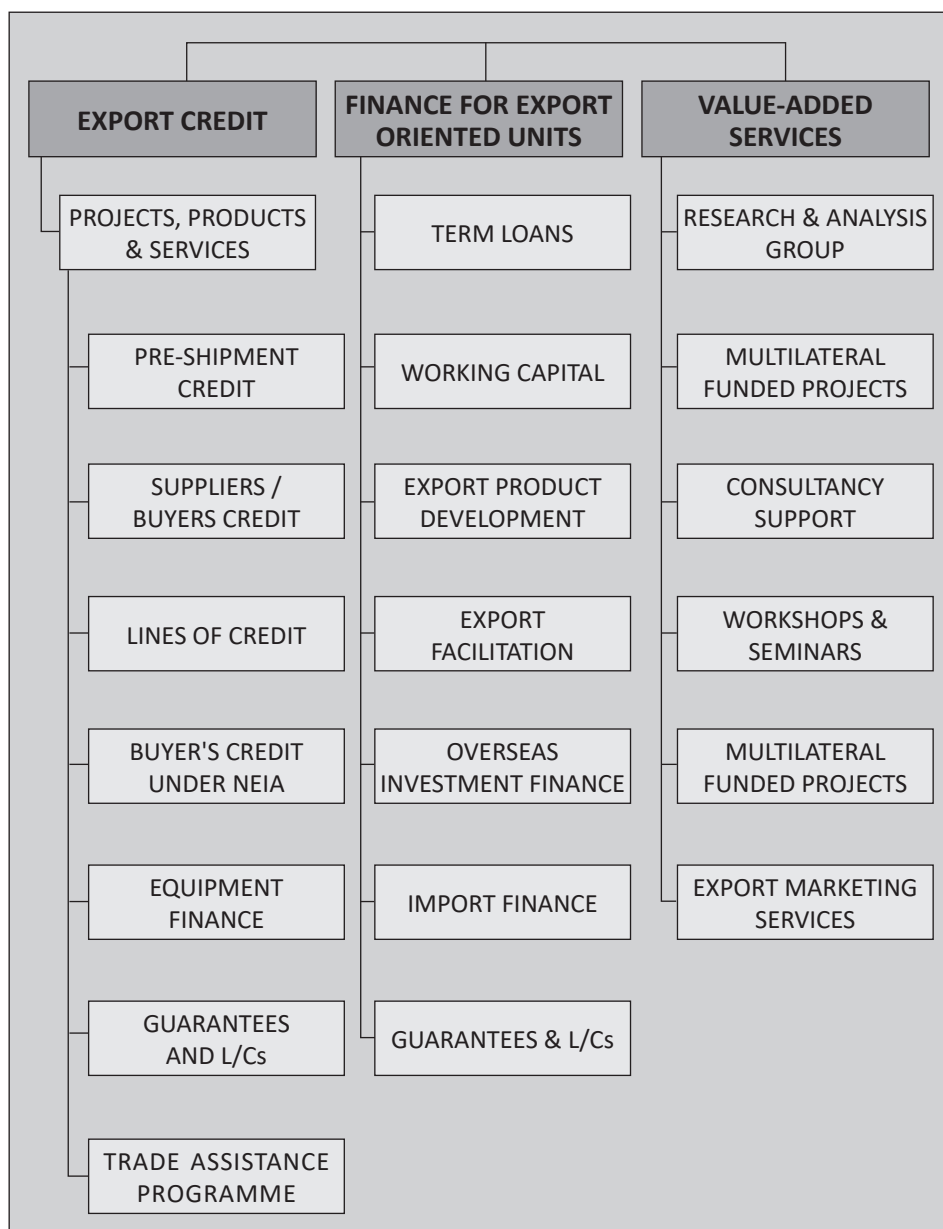 EXPORT CREDIT
PROJECTS, PRODUCTS
& SERVICES
PRE-SHIPMENT
CREDIT
SUPPLIERS /
BUYERS CREDIT
LINES OF CREDIT
BUYER'S CREDIT
UNDER NEIA
EQUIPMENT
FINANCE
GUARANTEES
AND L/Cs
TRADE ASSISTANCE
PROGRAMME
FINANCE FOR EXPORT
ORIENTED UNITS
TERM LOANS
WORKING CAPITAL
EXPORT PRODUCT
DEVELOPMENT
EXPORT
FACILITATION
OVERSEAS
INVESTMENT FINANCE
IMPORT FINANCE
GUARANTEES & L/Cs
VALUE-ADDED
SERVICES
RESEARCH & ANALYSIS
GROUP
MULTILATERAL
FUNDED PROJECTS
CONSULTANCY
SUPPORT
WORKSHOPS &
SEMINARS
MULTILATERAL
FUNDED PROJECTS
EXPORT MARKETING
SERVICES